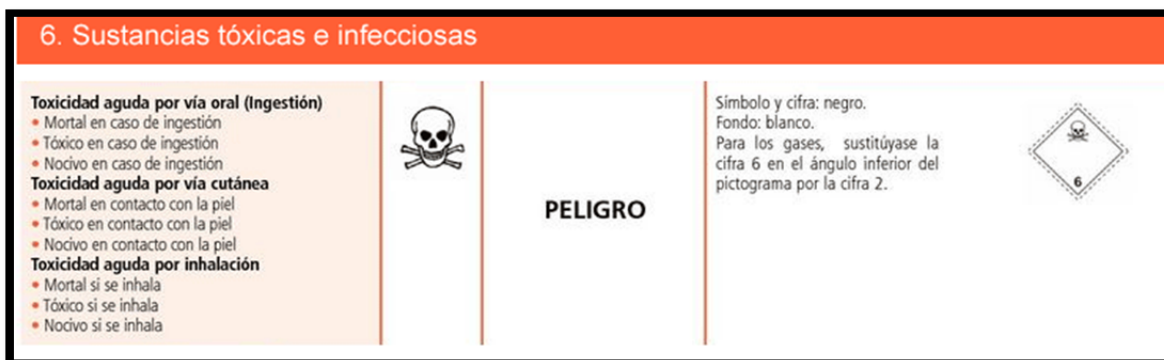 6. Sustancias tóxicas e infecciosas
Toxicidad aguda por vía oral (Ingestión)
• Mortal en caso de ingestión
• Tóxico en caso de ingestión
• Nocivo en caso de ingestión
Toxicidad aguda por vía cutánea
• Mortal en contacto con la piel
• Tóxico en contacto con la piel
• Nocivo en contacto con la piel
Toxicidad aguda por inhalación
• Mortal si se inhala
• Tóxico si se inhala
• Nocivo si se inhala
PELIGRO
Símbolo y cifra: negro.
Fondo: blanco.
Para los gases, sustitúyase la
cifra 6 en el ángulo inferior del
pictograma por la cifra 2.
6